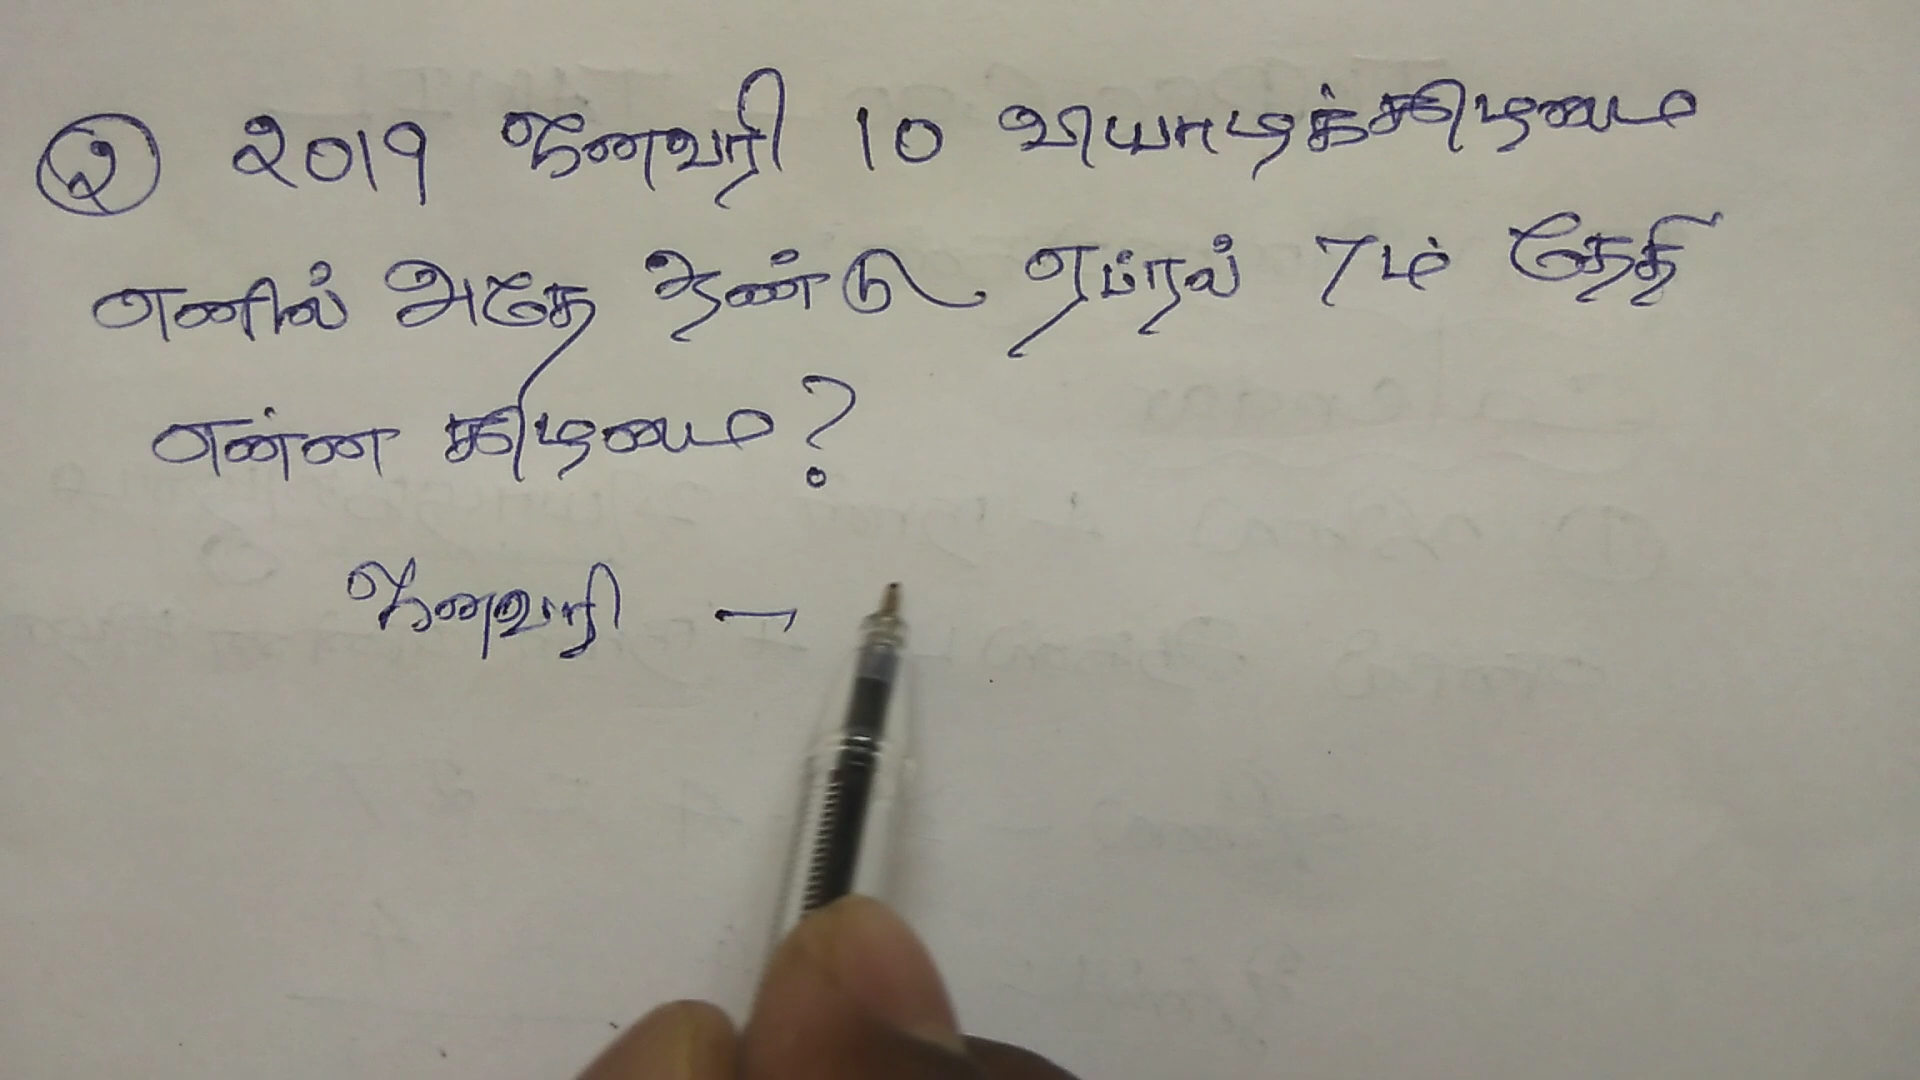 ② 2019 ஜனவரி 10 வியாழக்கிழமை
எனில் அதே ஆண்டு ஏப்ரல் 7ம் தேதி
என்ன கிழமை?
ஜனவரி –